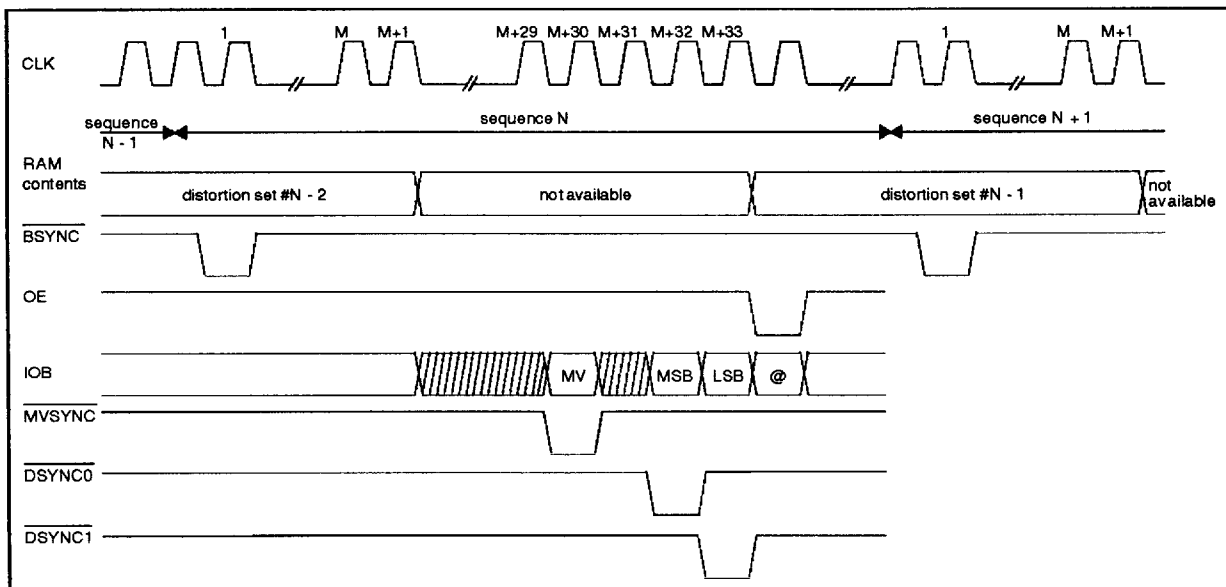 1 M M+1 M+29 M+30 M+31 M+32 M+33 1 M M+1
CLK
sequence N - 1
sequence N
sequence N + 1
RAM contents
distortion set #N - 2
not available
distortion set #N - 1
not available
BSYNC
OE
IOB
MV
MSB
LSB
@
MVSYNC
DSYNC0
DSYNC1